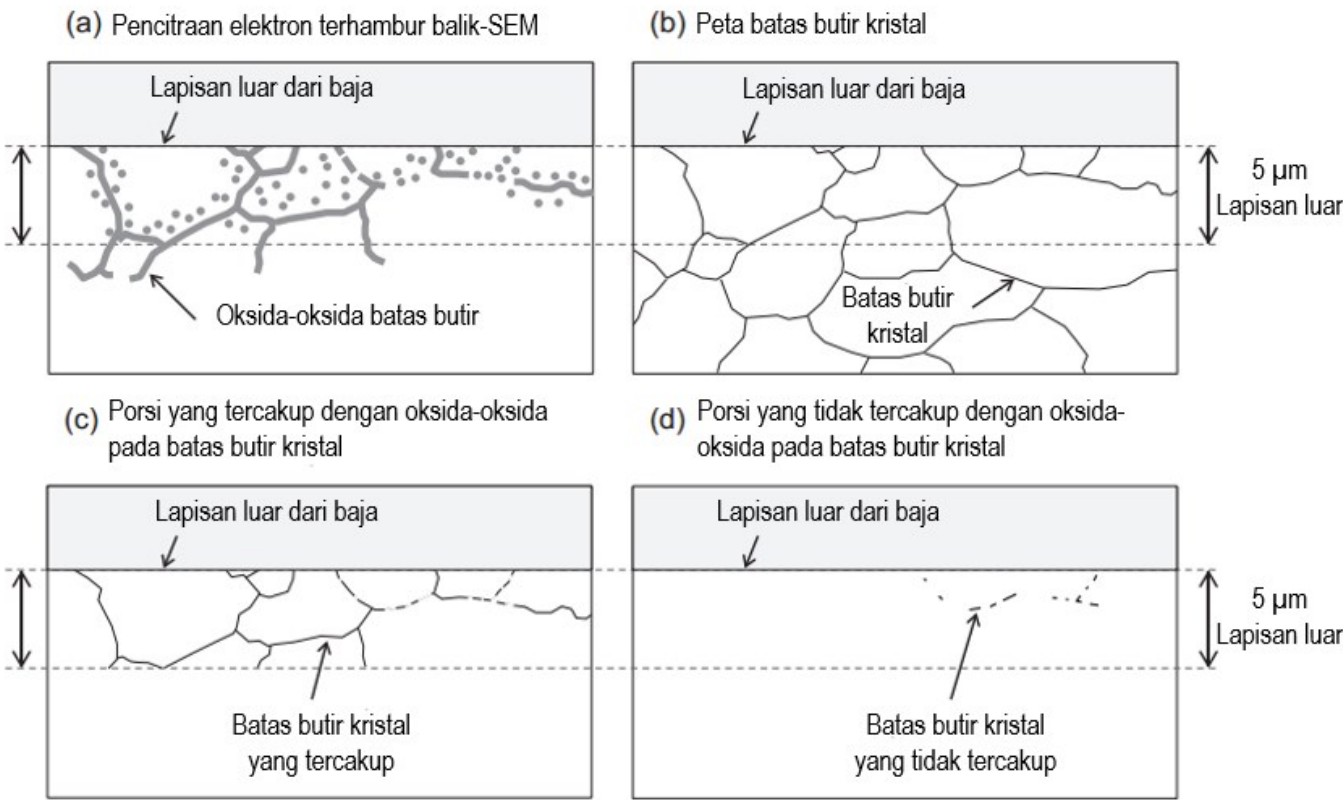 (a) Pencitraan elektron terhambur balik-SEM
Lapisan luar dari baja
Oksida-oksida batas butir
(b) Peta batas butir kristal
Lapisan luar dari baja
5 µm
Lapisan luar
Batas butir
kristal
(c) Porsi yang tercakup dengan oksida-oksida
pada batas butir kristal
Lapisan luar dari baja
Batas butir kristal
yang tercakup
(d) Porsi yang tidak tercakup dengan oksida-
oksida pada batas butir kristal
Lapisan luar dari baja
5 µm
Lapisan luar
Batas butir kristal
yang tidak tercakup